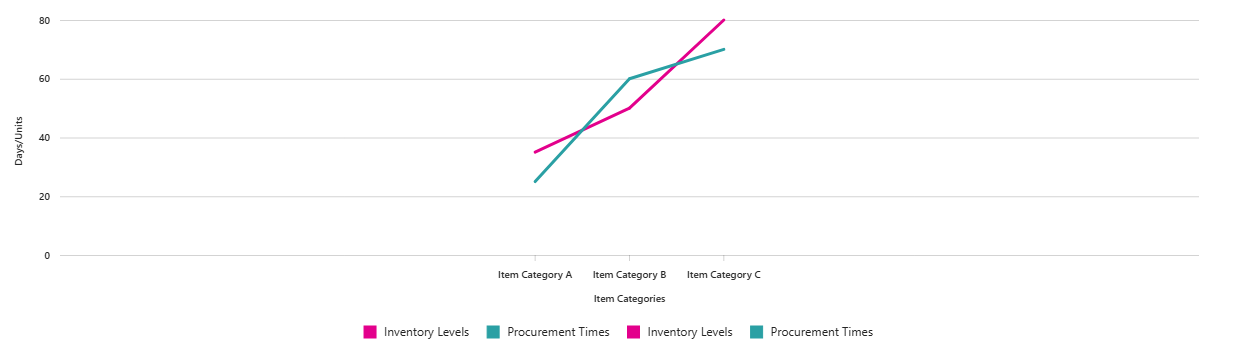 80
60
40
20
0
Days/Units
Item Category A Item Category B Item Category C
Item Categories
Inventory Levels Procurement Times Inventory Levels Procurement Times